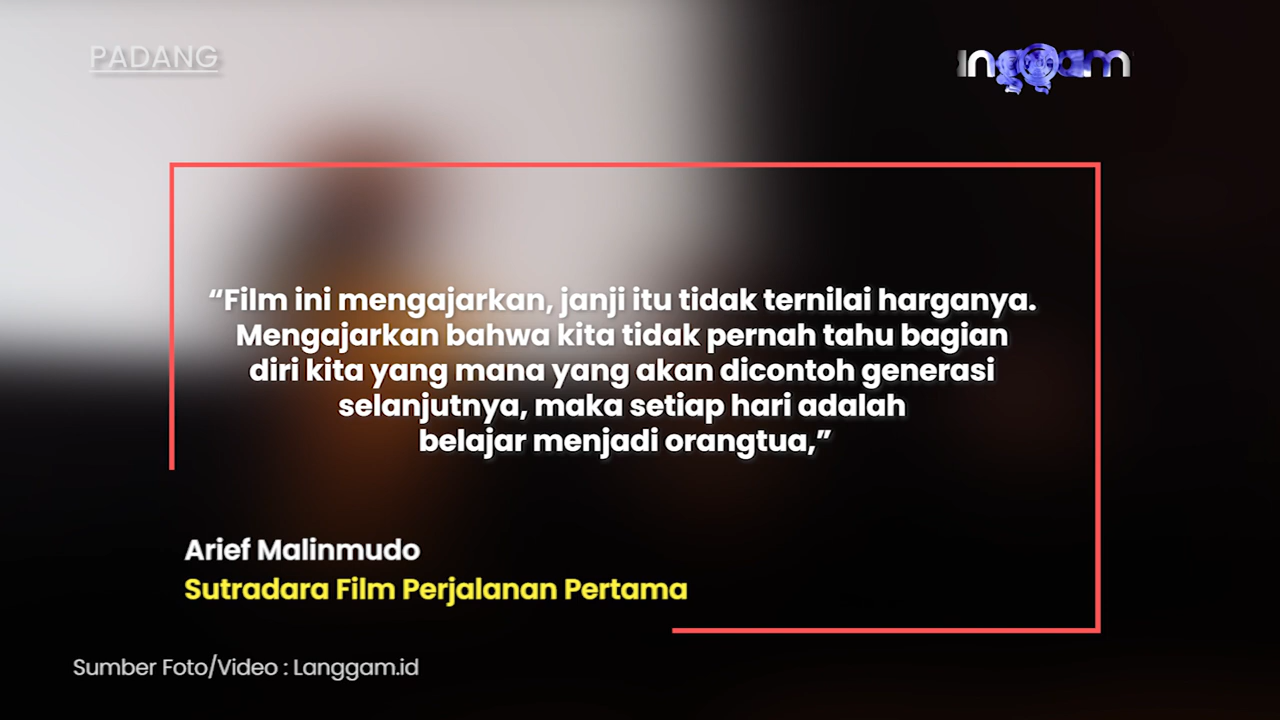 PADANG
“Film ini mengajarkan, janji itu tidak ternilai harganya.
Mengajarkan bahwa kita tidak pernah tahu bagian
diri kita yang mana yang akan dicontoh generasi
selanjutnya, maka setiap hari adalah
belajar menjadi orangtua,”
Arief Malinmudo
Sutradara Film Perjalanan Pertama
Sumber Foto/Video : Langgam.id